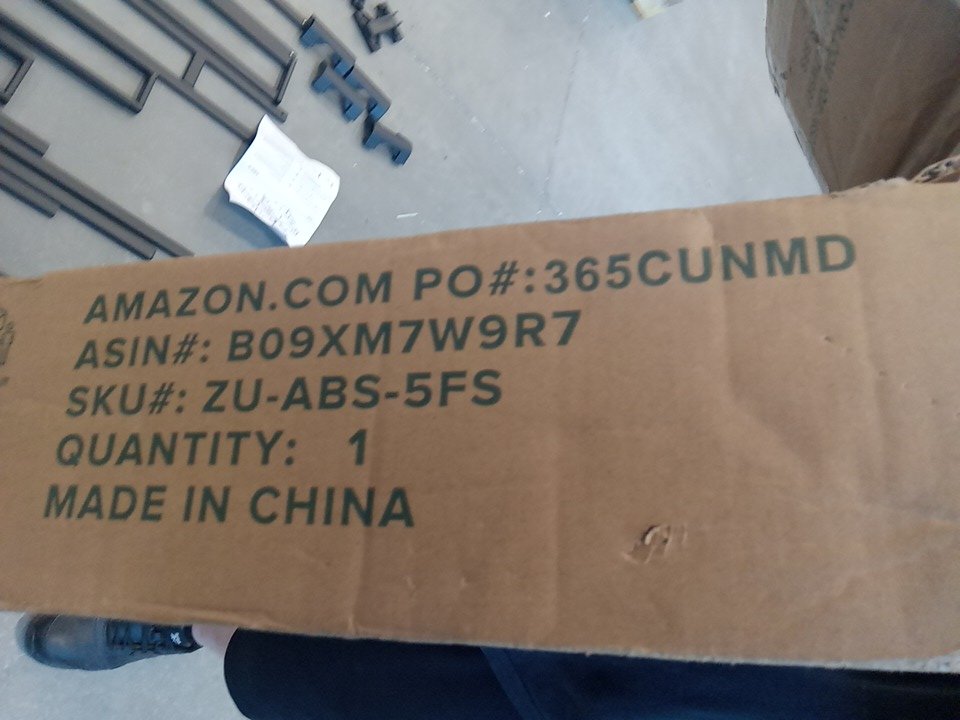 AMAZON.COM PO#:365CUNMD
ASIN#: B09XM7W9R7
SKU#: ZU-ABS-5FS
QUANTITY: 1
MADE IN CHINA